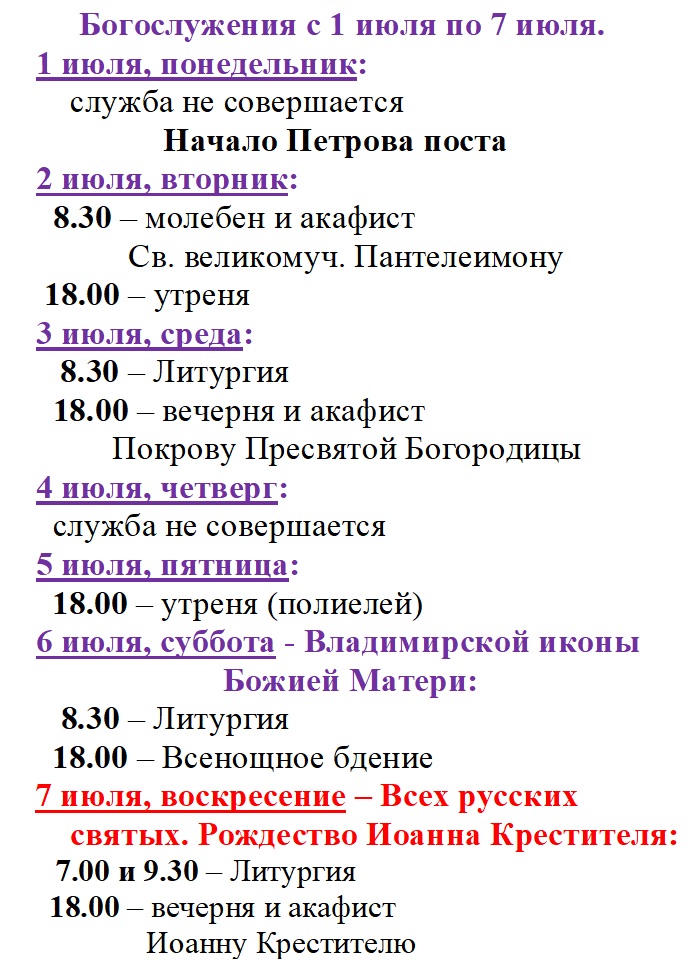 Богослужения с 1 июля по 7 июля.
1 июля, понедельник:
служба не совершается
Начало Петрова поста
2 июля, вторник:
8.30 – молебен и акафист
Св. великомуч. Пантелеимону
18.00 – утреня
3 июля, среда:
8.30 – Литургия
18.00 – вечерня и акафист
Покрову Пресвятой Богородицы
4 июля, четверг:
служба не совершается
5 июля, пятница:
18.00 – утреня (полиелей)
6 июля, суббота - Владимирской иконы
Божией Матери:
8.30 – Литургия
18.00 – Всенощное бдение
7 июля, воскресение – Всех русских
святых. Рождество Иоанна Крестителя:
7.00 и 9.30 – Литургия
18.00 – вечерня и акафист
Иоанну Крестителю